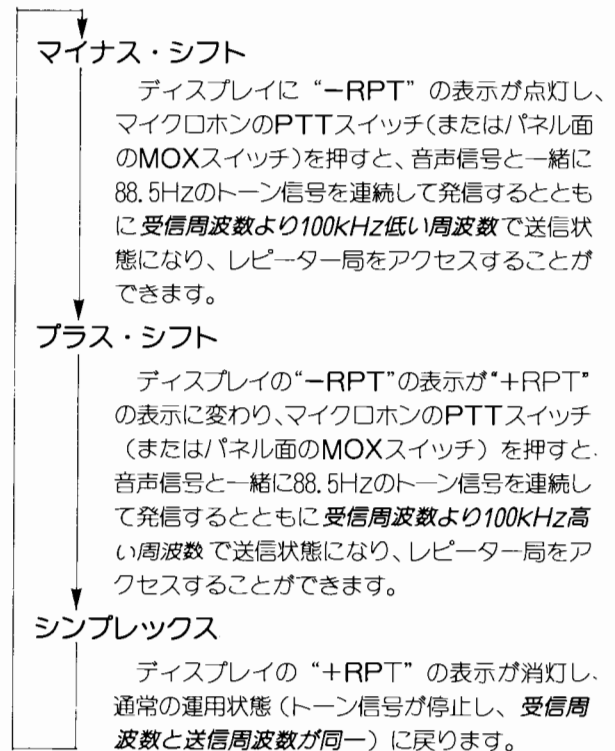 マイナス・シフト
ディスプレイに“−RPT”の表示が点灯し、
マイクロホンのPTTスイッチ(またはパネル面
のMOXスイッチ)を押すと、音声信号と一緒に
88.5Hzのトーン信号を連続して発信するととも
に受信周波数より100kHz低い周波数で送信状
態になり、レピーター局をアクセスすることが
できます。
プラス・シフト
ディスプレイの“−RPT”の表示が“+RPT”
の表示に変わり、マイクロホンのPTTスイッチ
(またはパネル面のMOXスイッチ)を押すと、
音声信号と一緒に88.5Hzのトーン信号を連続し
て発信するとともに受信周波数より100kHz高
い周波数で送信状態になり、レピーター局をア
クセスすることができます。
シンプレックス
ディスプレイの“+RPT”の表示が消灯し、
通常の運用状態(トーン信号が停止し、受信周
波数と送信周波数が同一)に戻ります。